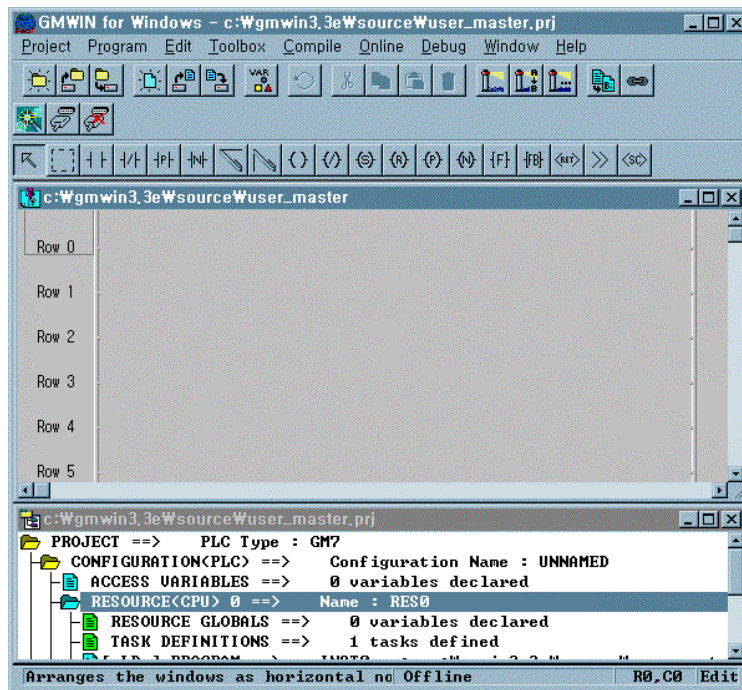 GMWIN for Windows - c:₩gmwin3,3e₩source₩user_master,prj
Project Program Edit Toolbox Compile Online Debug Window Help
VAR
A B
┤P├ ┤N├ ( ) (/) (S) (R) (P) (N) {F} {FB} <RET> >> <SC>
c:₩gmwin3,3e₩source₩user_master
Row 0
Row 1
Row 2
Row 3
Row 4
Row 5
c:₩gmwin3,3e₩source₩user_master,prj
PROJECT ==> PLC Type : GM7
CONFIGURATION(PLC) ==> Configuration Name : UNNAMED
ACCESS VARIABLES ==> 0 variables declared
RESOURCE(CPU) 0 ==> Name : RES0
RESOURCE GLOBALS ==> 0 variables declared
TASK DEFINITIONS ==> 1 tasks defined
Arranges the windows as horizontal no Offline R0,C0 Edit